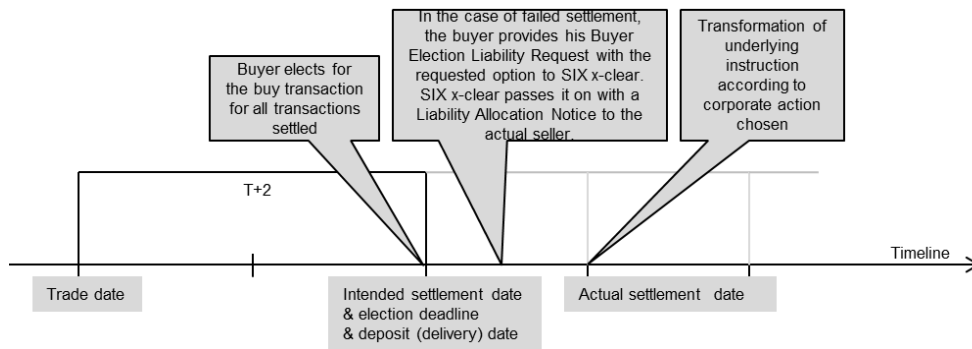 In the case of failed settlement,
the buyer provides his Buyer
Election Liability Request with the
requested option to SIX x-clear.
SIX x-clear passes it on with a
Liability Allocation Notice to the
actual seller.
Transformation of
underlying
instruction
according to
corporate action
chosen
Buyer elects for
the buy transaction
for all transactions
settled
T+2
Timeline
Trade date
Intended settlement date
& election deadline
& deposit (delivery) date
Actual settlement date